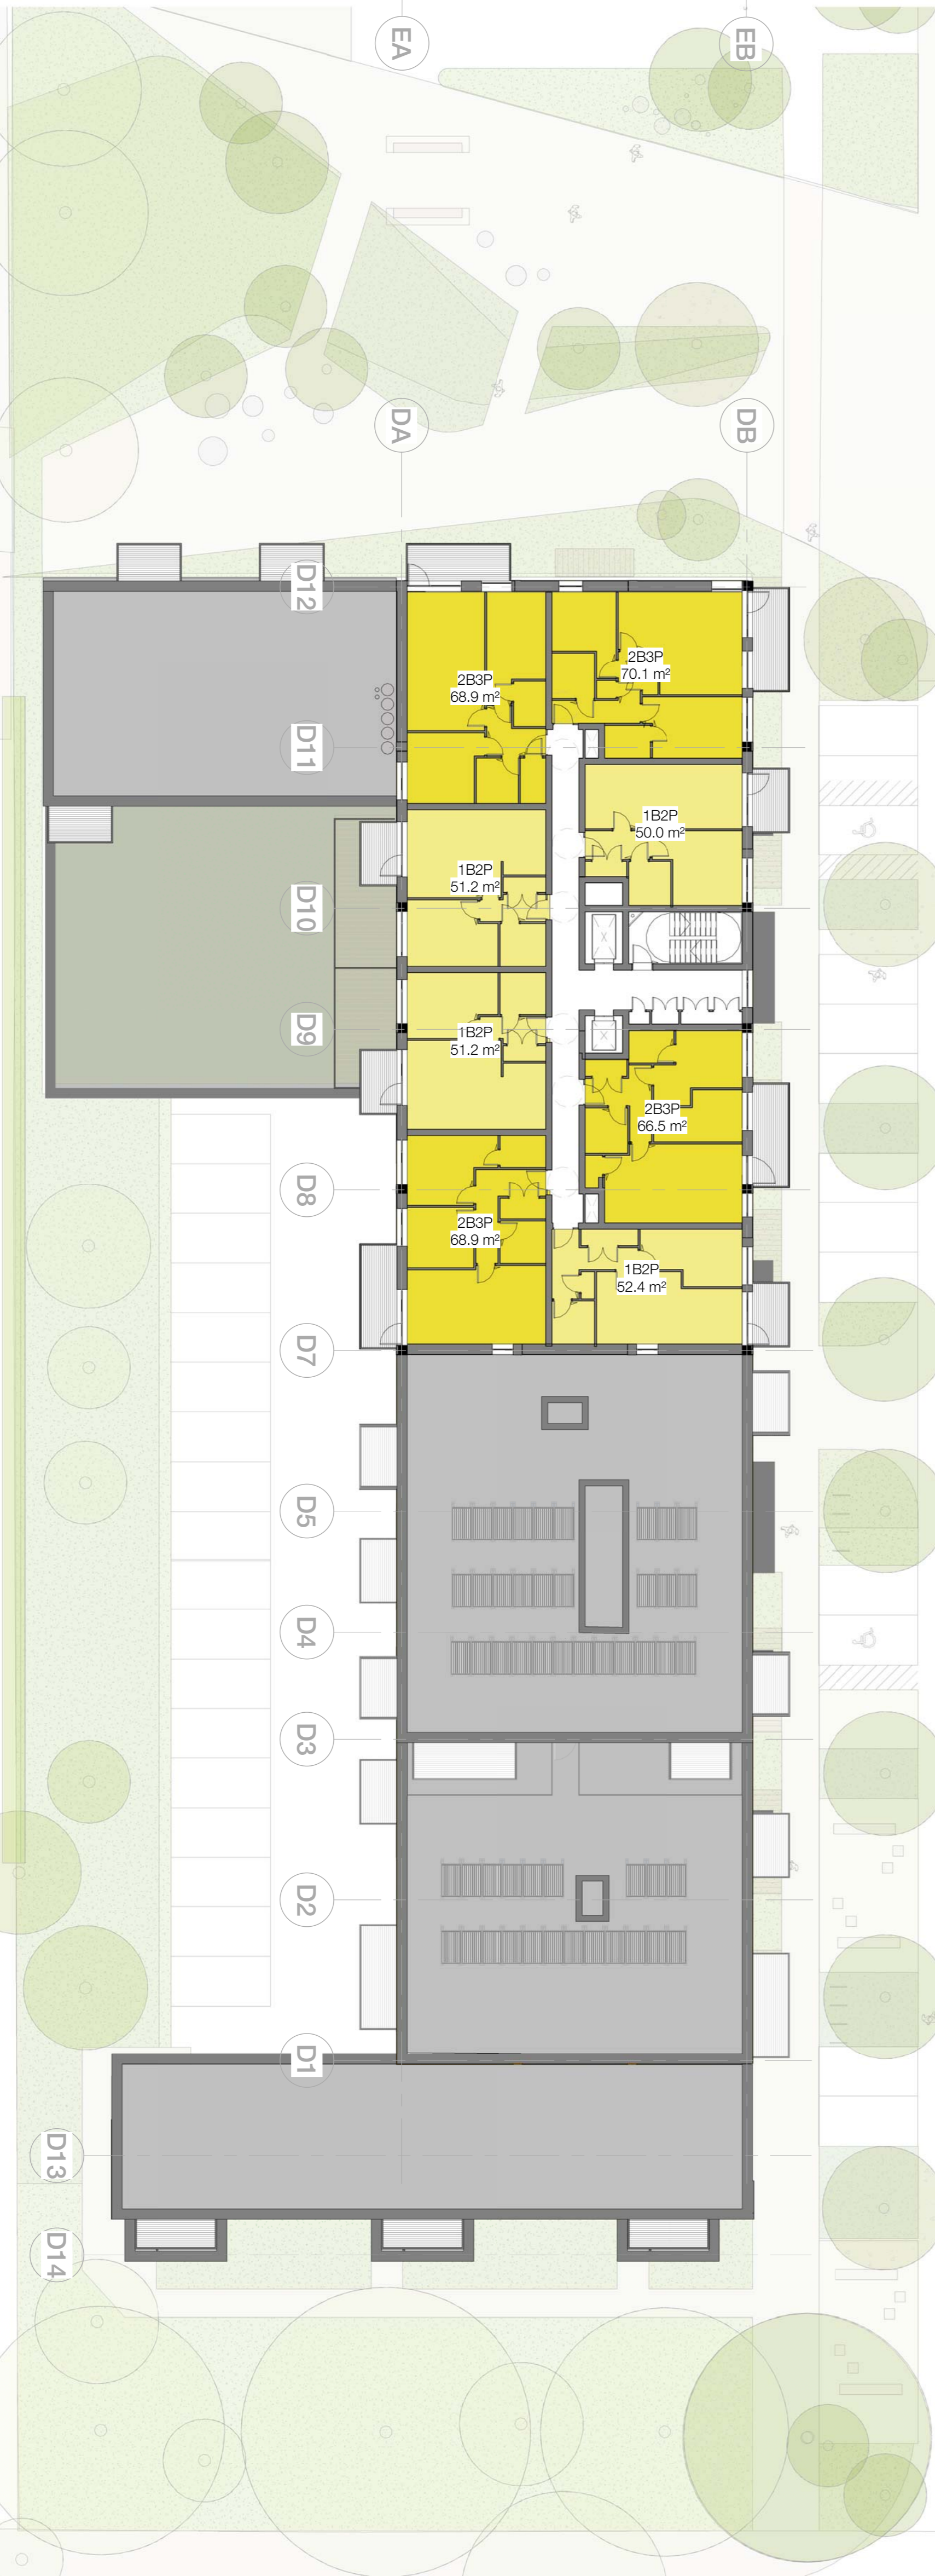 EA
EB
DA
DB
D12
2B3P
70.1 m²
2B3P
68.9 m²
D11
1B2P
50.0 m²
1B2P
51.2 m²
D10
D9
1B2P
51.2 m²
2B3P
66.5 m²
D8
2B3P
68.9 m²
1B2P
52.4 m²
D7
D5
D4
D3
D2
D1
D13
D14